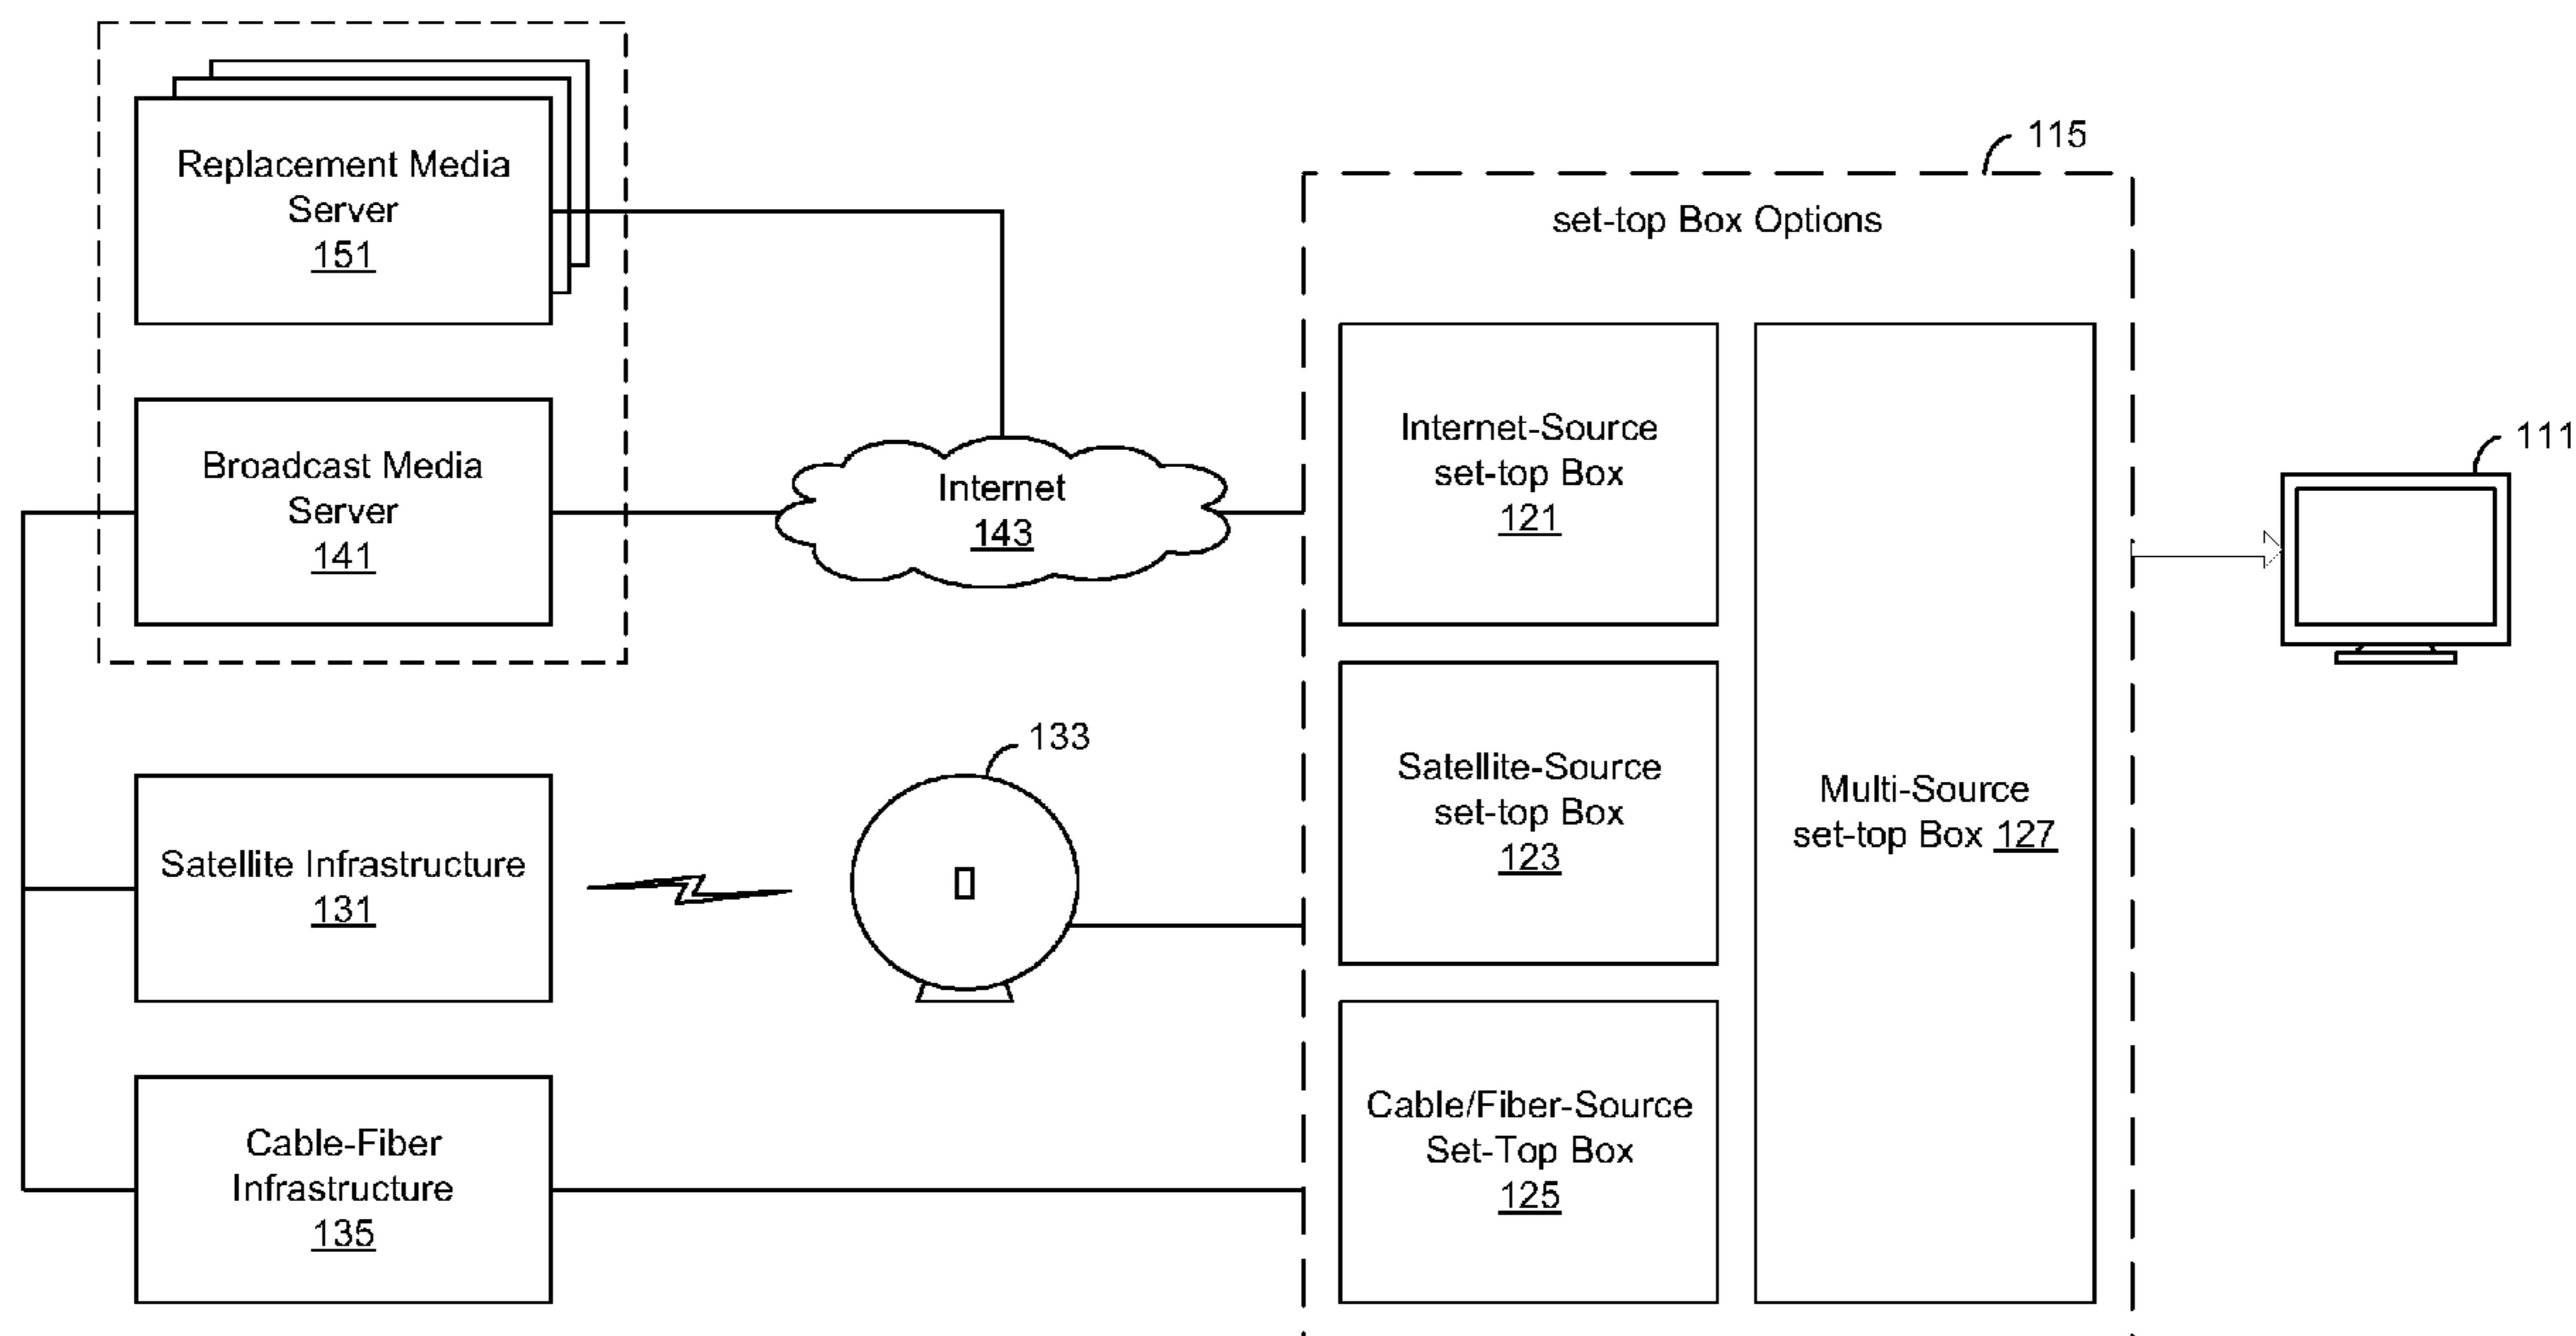 Replacement Media
Server
151
Broadcast Media
Server
141
Satellite Infrastructure
131
Cable-Fiber
Infrastructure
135
Internet
143
133
115
set-top Box Options
Internet-Source
set-top Box
121
Satellite-Source
set-top Box
123
Cable/Fiber-Source
Set-Top Box
125
Multi-Source
set-top Box 127
111